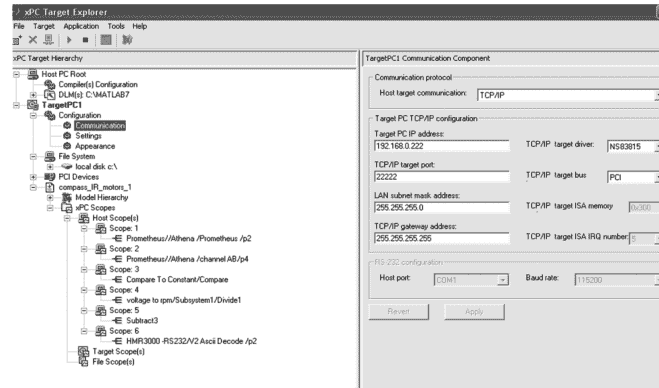 xPC Target Explorer
File Target Application Tools Help
xPC Target Hierarchy
Host PC Root
Compiler(s) Configuration
DLM(s): C:\MATLAB7
TargetPC1
Configuration
Communication
Settings
Appearance
File System
local disk: c:\
PCI Devices
compass_IR_motors_1
Model Hierarchy
xPC Scopes
Host Scope(s)
Scope: 1
Prometheus//Athena /Prometheus /p2
Scope: 2
Prometheus//Athena /channel AB/p4
Scope: 3
Compare To Constant/Compare
Scope: 4
voltage to rpm/Subsystem1/Divide1
Scope: 5
Subtract3
Scope: 6
HMR3000 -RS232/V2 Ascii Decode /p2
Target Scope(s)
File Scope(s)
TargetPC1 Communication Component
Communication protocol
Host target communication: TCP/IP
Target PC TCP/IP configuration
Target PC IP address:
192.168.0.222 TCP/IP target driver: NS83815
TCP/IP target port:
22222 TCP/IP target bus PCI
LAN subnet mask address:
255.255.255.0 TCP/IP target ISA memory 0x300
TCP/IP gateway address:
255.255.255.255 TCP/IP target ISA IRQ number: 5
RS-232 configuration
Host port: COM1 Baud rate: 115200
Revert Apply